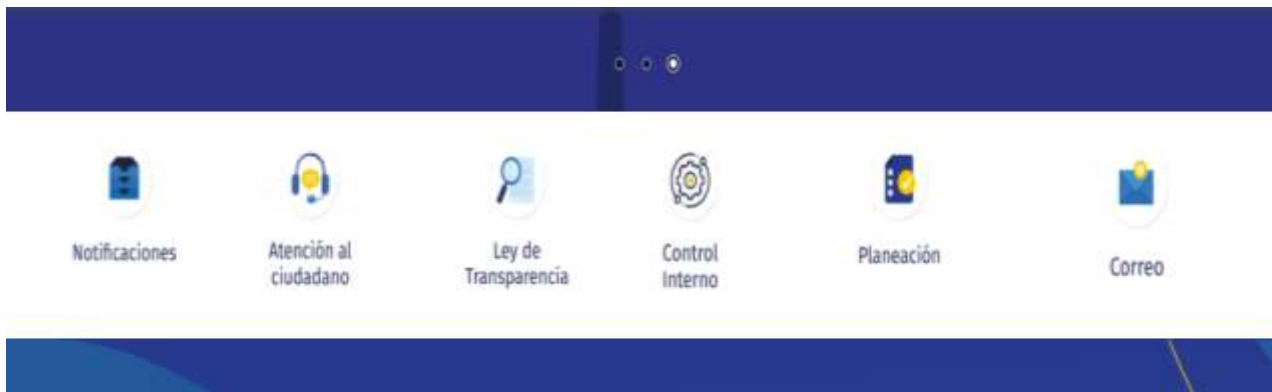 Notificaciones
Atención al
ciudadano
Ley de
Transparencia
Control
Interno
Planeación
Correo